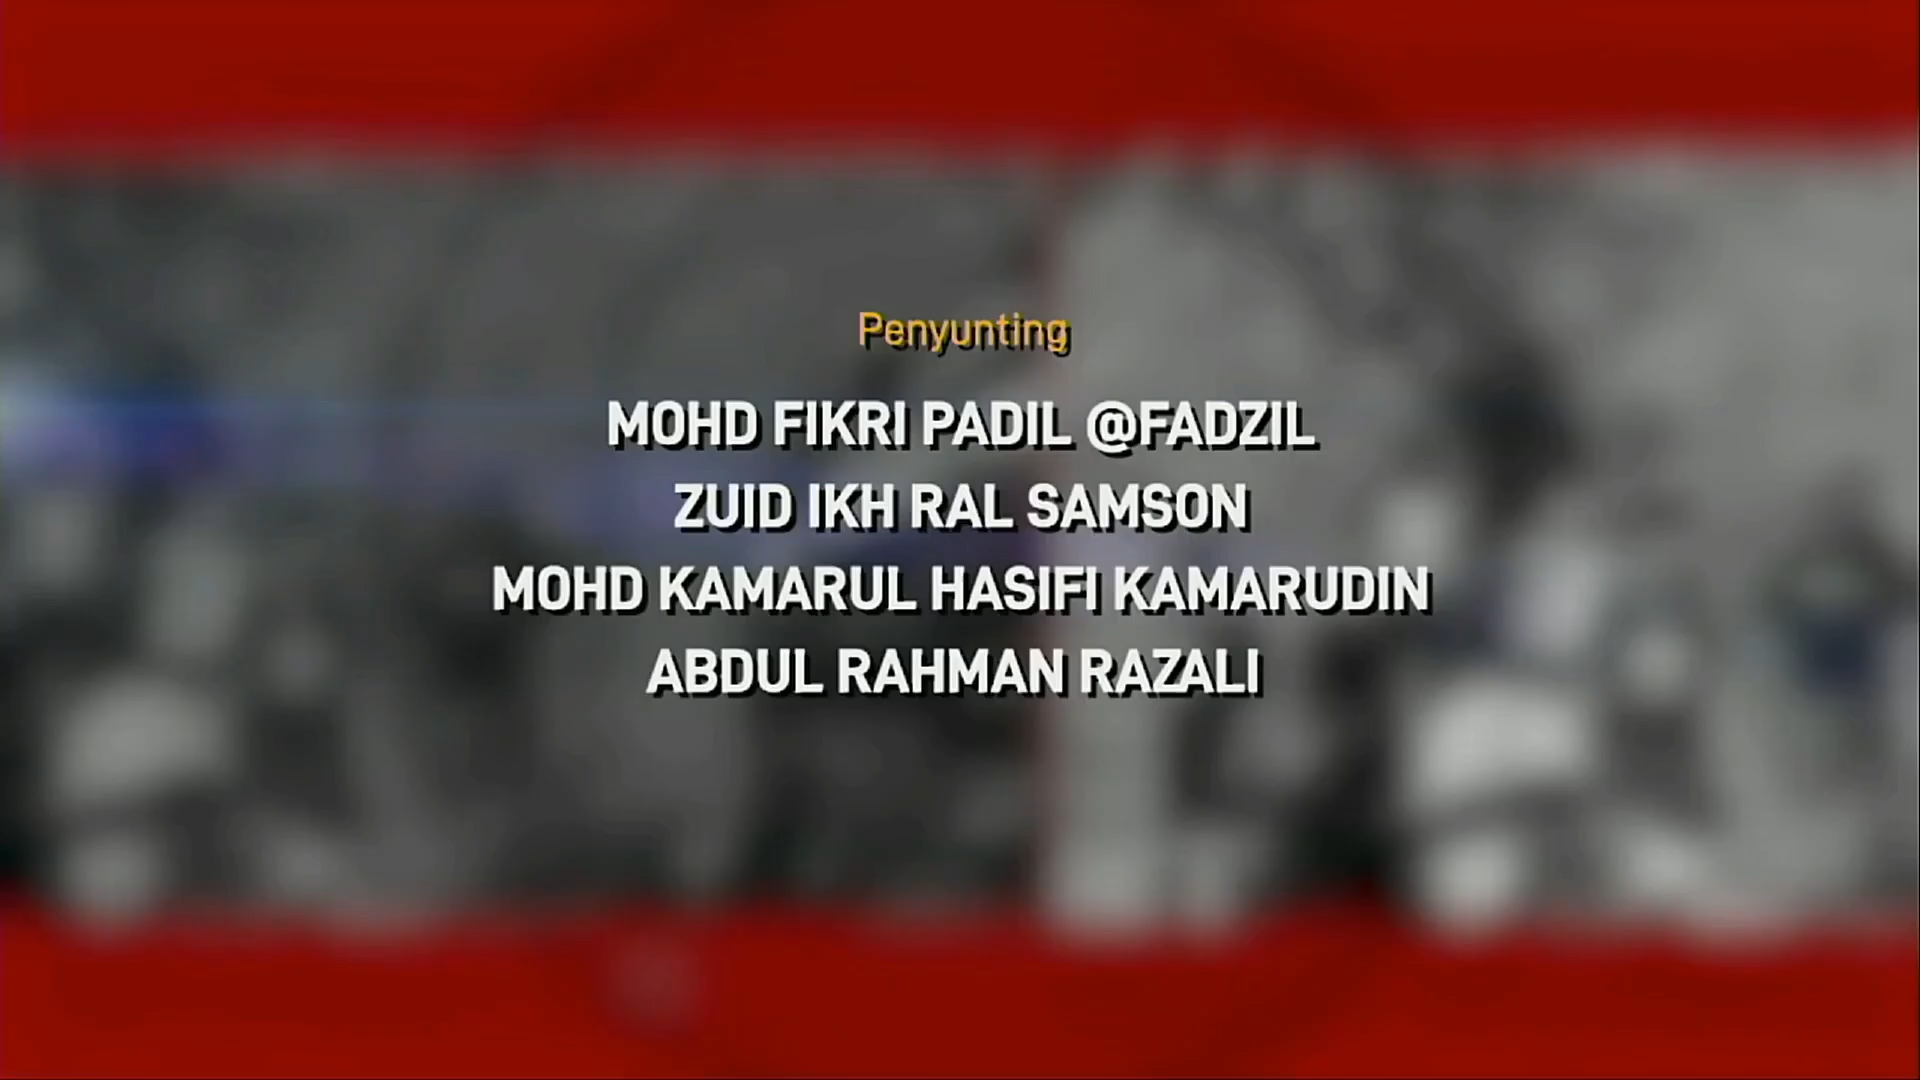 Penyunting
MOHD FIKRI PADIL @FADZIL
ZUID IKH RAL SAMSON
MOHD KAMARUL HASIFI KAMARUDIN
ABDUL RAHMAN RAZALI